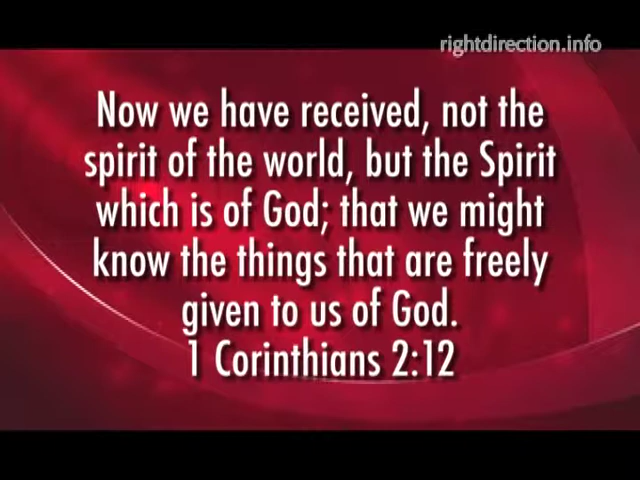 rightdirection.info
Now we have received, not the
spirit of the world, but the Spirit
which is of God; that we might
know the things that are freely
given to us of God.
1 Corinthians 2:12